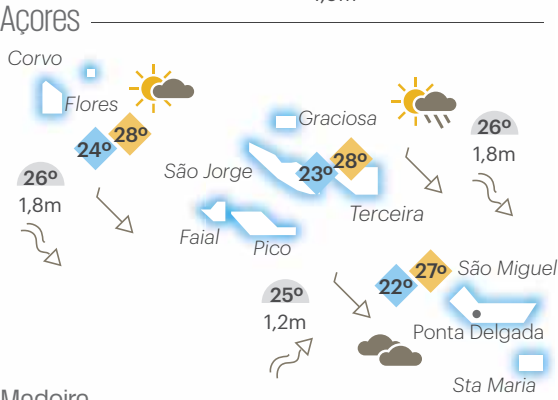 Açores
Corvo
Flores
24º 28º
26º
1,8m
Graciosa
São Jorge
23º 28º
Terceira
Faial
Pico
26º
1,8m
25º
1,2m
22º 27º
São Miguel
Ponta Delgada
Sta Maria